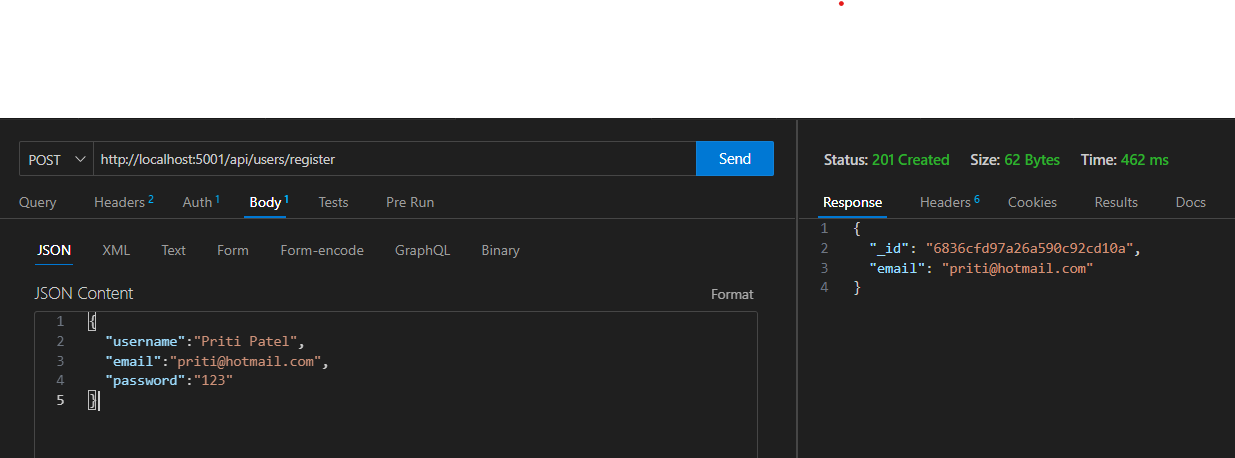 POST http://localhost:5001/api/users/register Send
Query Headers 2 Auth 1 Body 1 Tests Pre Run
JSON XML Text Form Form-encode GraphQL Binary
JSON Content Format
1 {
2 "username":"Priti Patel",
3 "email":"priti@hotmail.com",
4 "password":"123"
5 }
Status: 201 Created Size: 62 Bytes Time: 462 ms
Response Headers 6 Cookies Results Docs
1 {
2 "_id": "6836cfd97a26a590c92cd10a",
3 "email": "priti@hotmail.com"
4 }